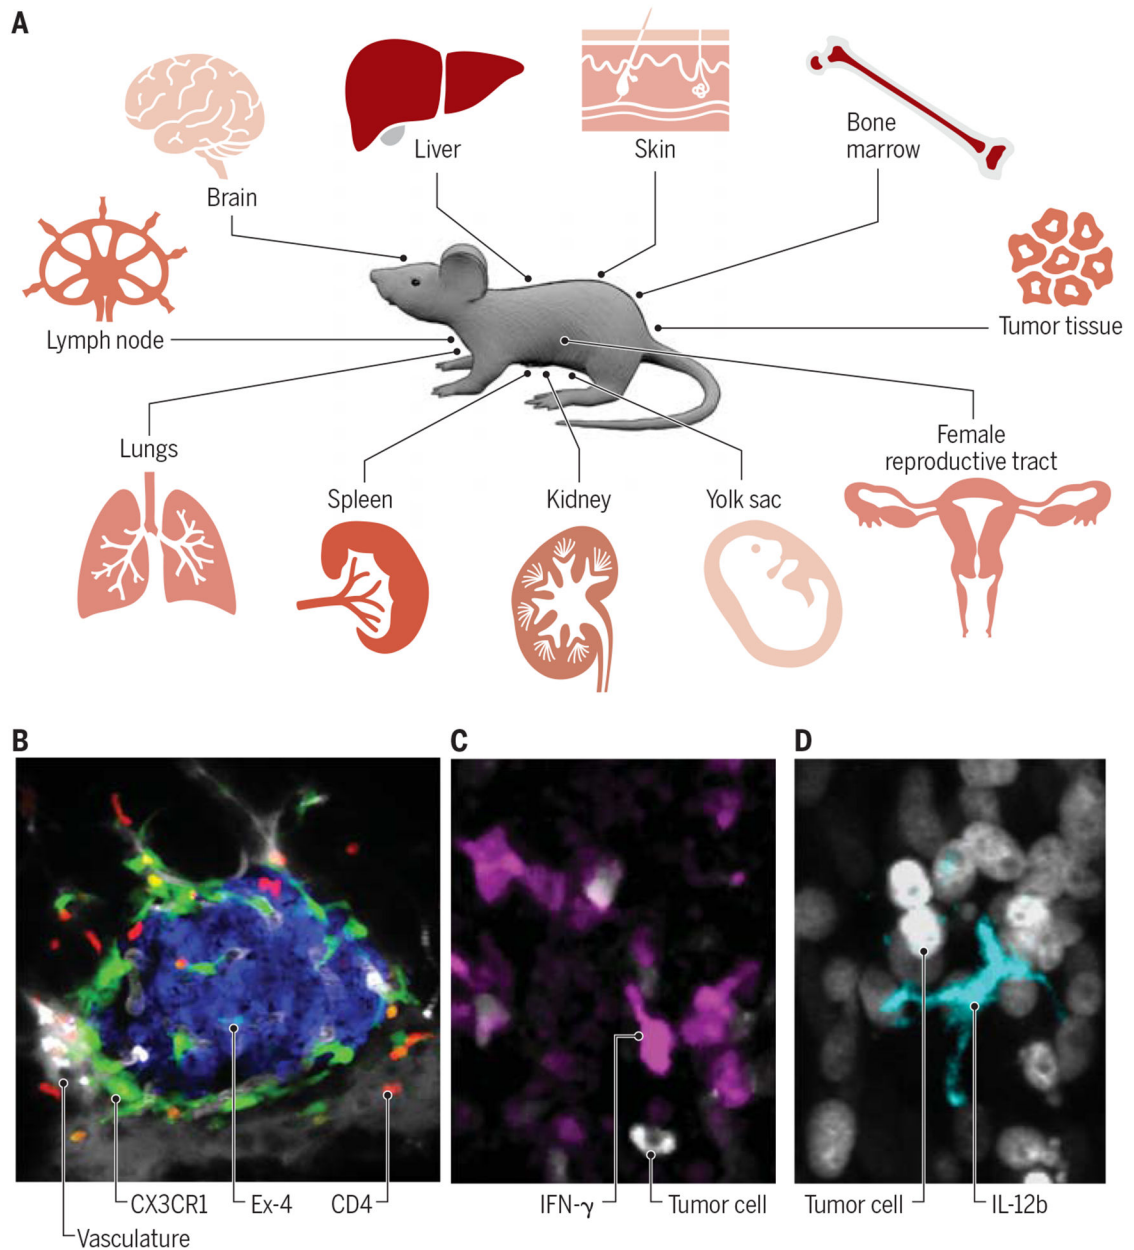 A
Liver
Skin
Bone
marrow
Brain
Lymph node
Tumor tissue
Lungs
Female
reproductive tract
Spleen
Kidney
Yolk sac
B
C
D
CX3CR1
Ex-4
CD4
Vasculature
IFN-γ
Tumor cell
Tumor cell
IL-12b